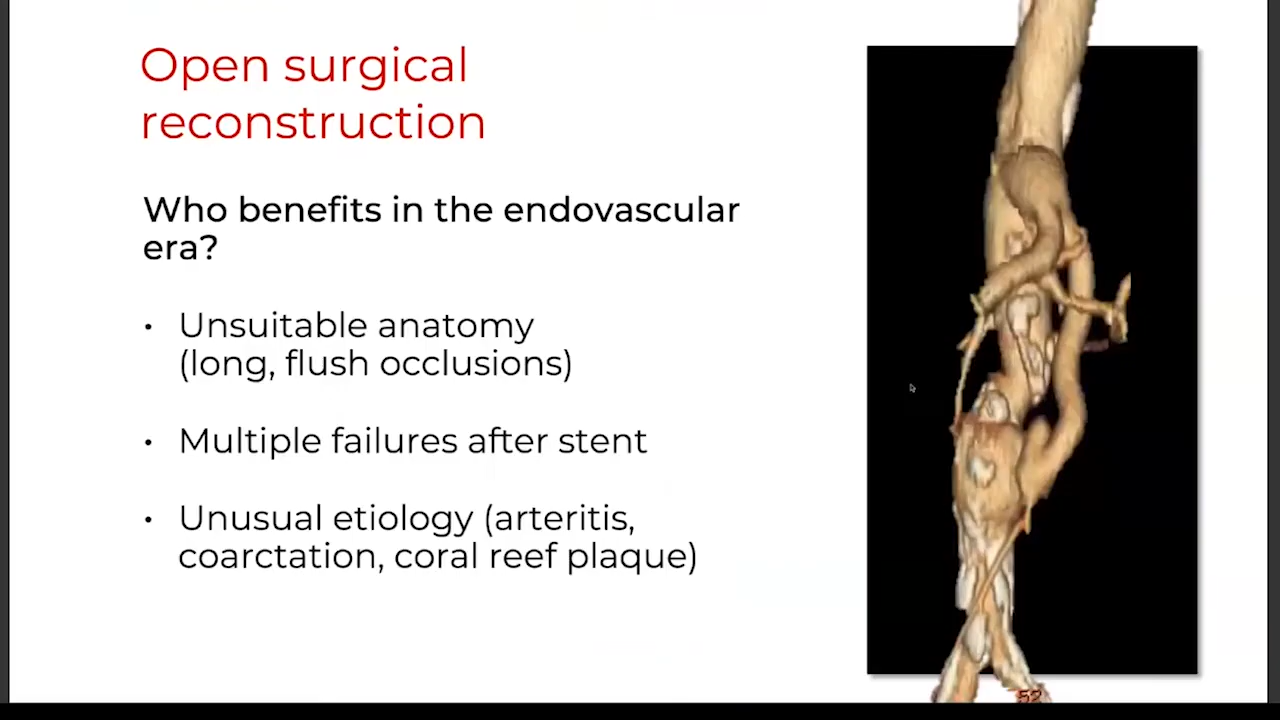 Open surgical
reconstruction
Who benefits in the endovascular
era?
• Unsuitable anatomy
(long, flush occlusions)
• Multiple failures after stent
• Unusual etiology (arteritis,
coarctation, coral reef plaque)
52